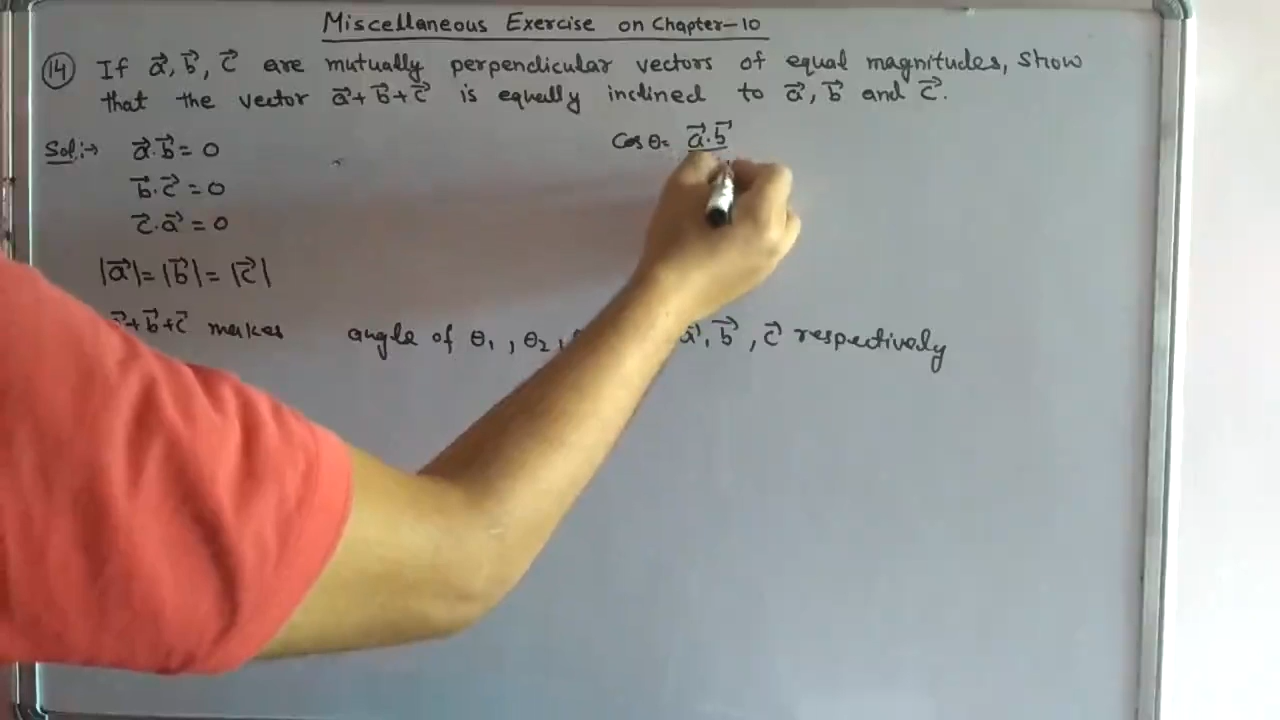 Miscellaneous Exercise on Chapter-10
(14) If a⃗, b⃗, c⃗ are mutually perpendicular vectors of equal magnitudes, show
that the vector a⃗+b⃗+c⃗ is equally inclined to a⃗, b⃗ and c⃗.
Sol:→ a⃗.b⃗ = 0
Cosθ = a⃗.b⃗
b⃗.c⃗ = 0
c⃗.a⃗ = 0
|a⃗| = |b⃗| = |c⃗|
+b⃗+c⃗ makes angle of θ₁, θ₂, a⃗, b⃗, c⃗ respectively